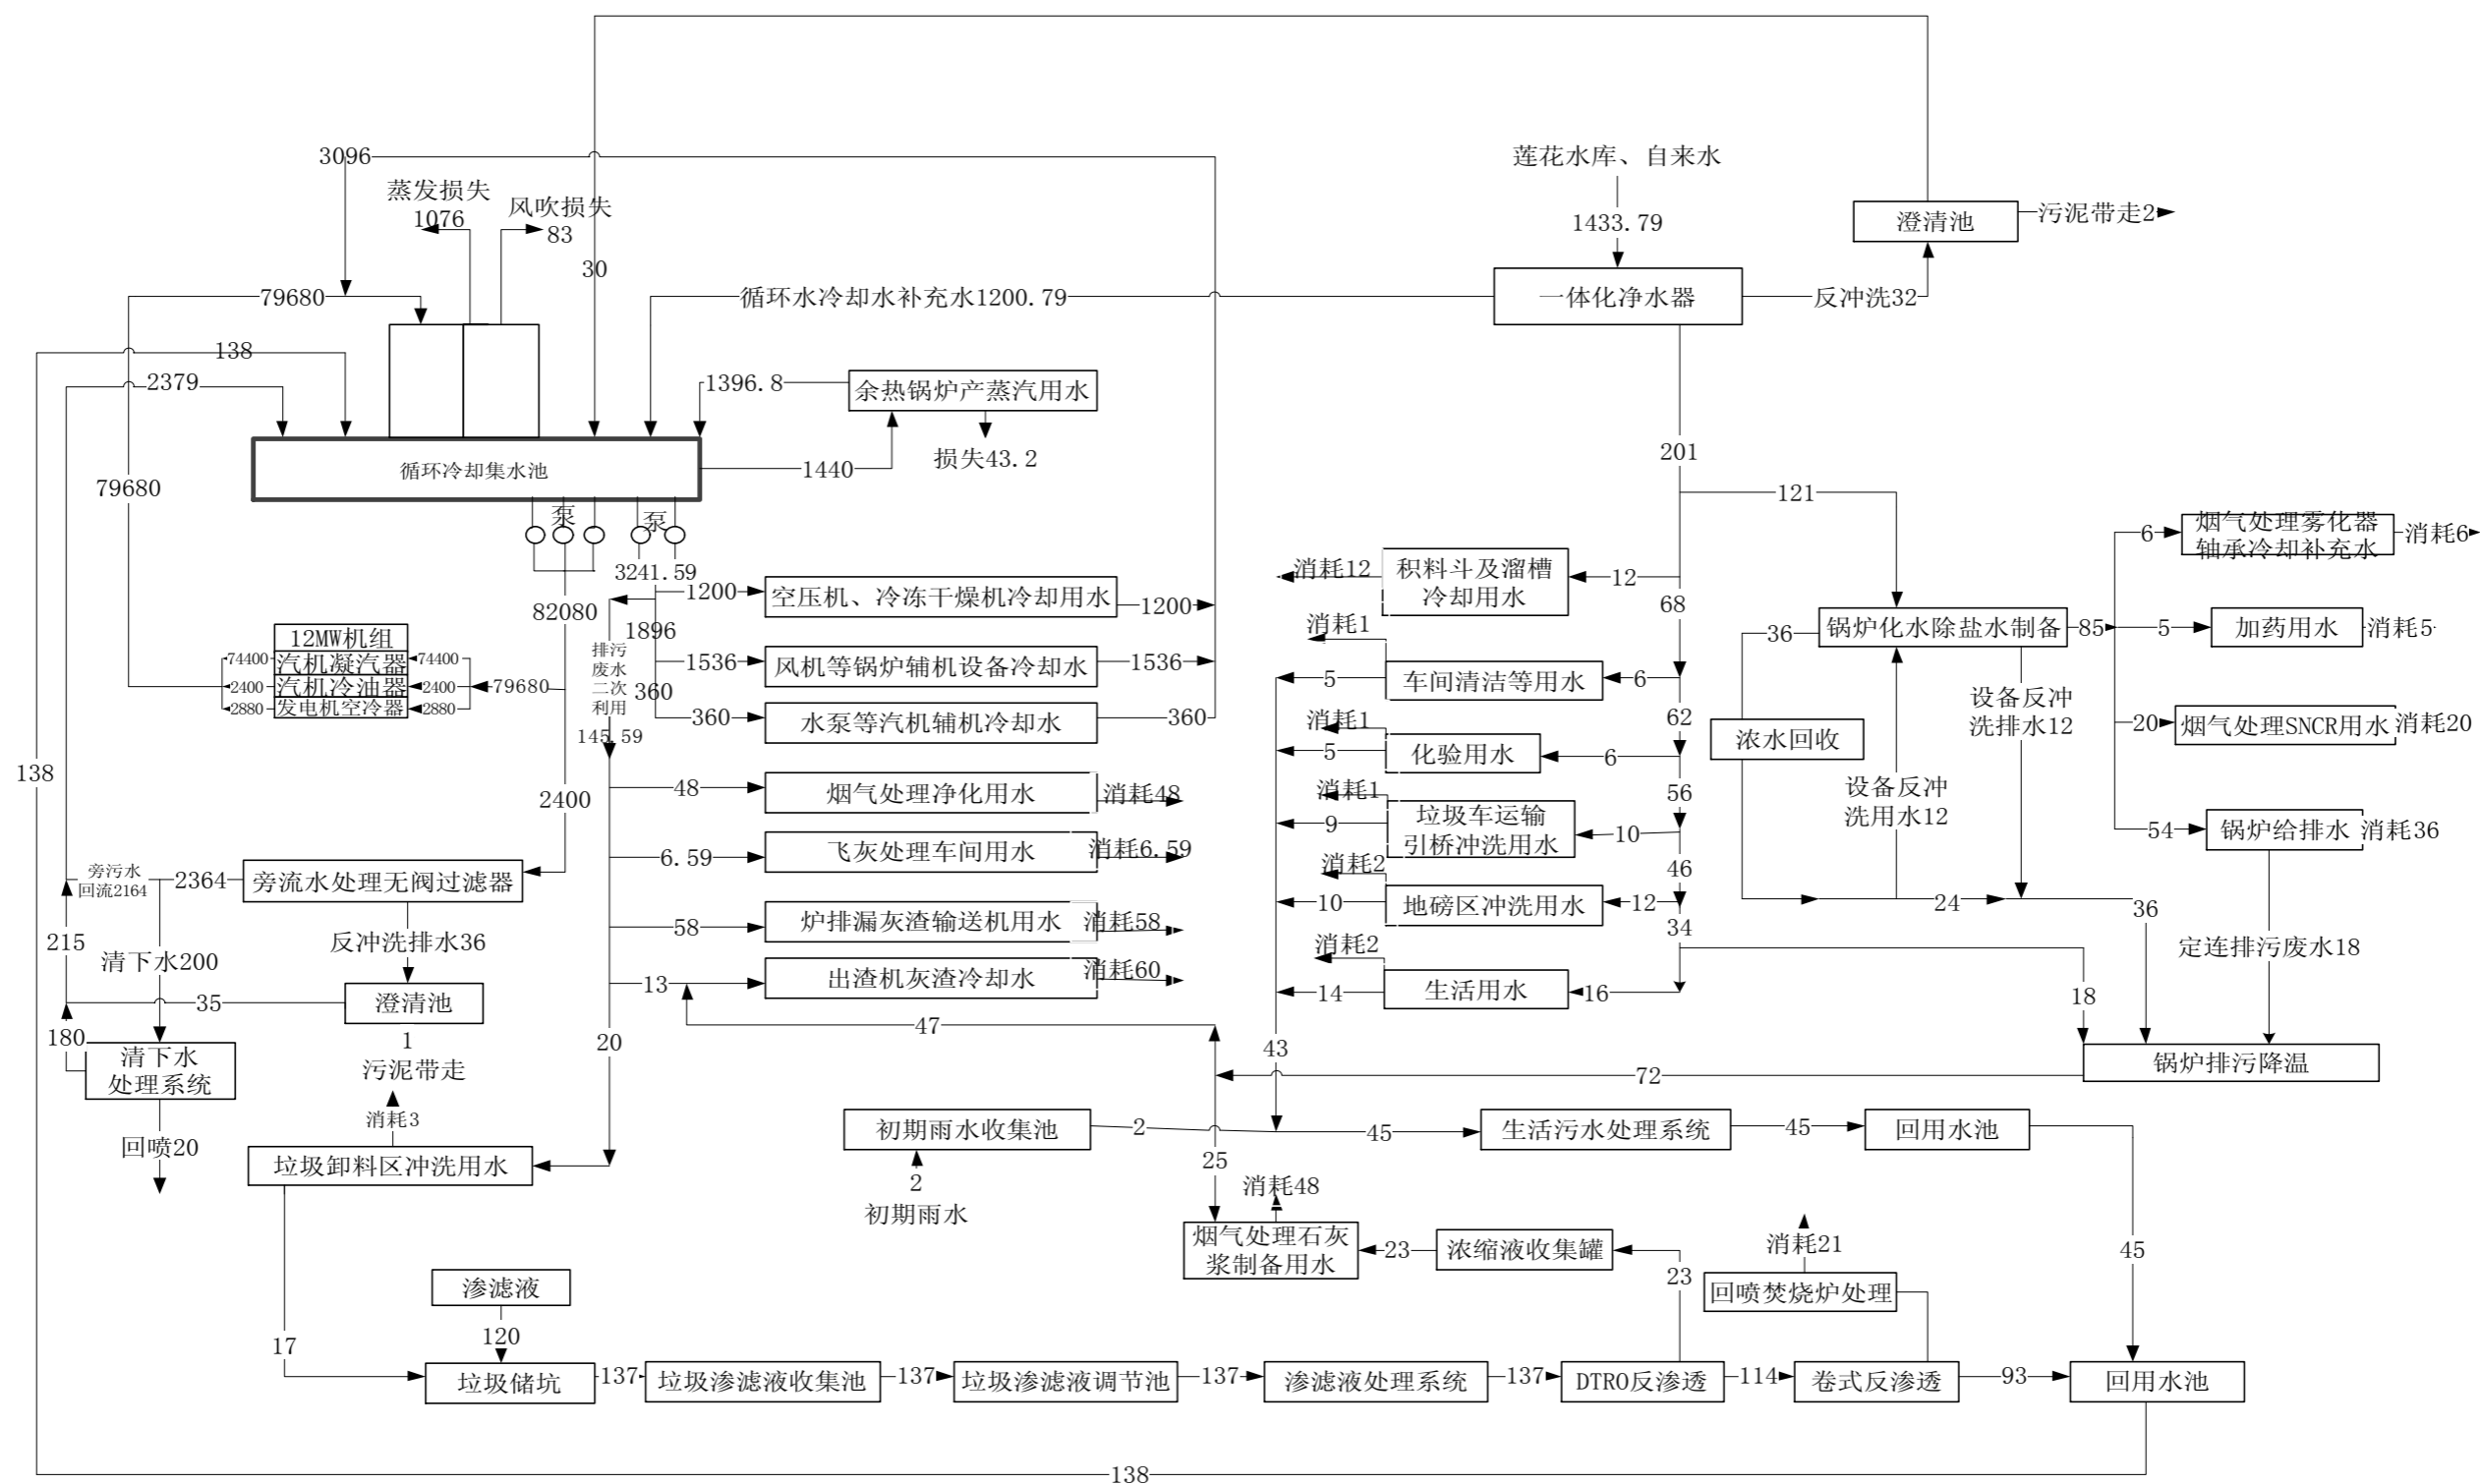 3096
蒸发损失
1076
风吹损失
83
莲花水库、自来水
1433.79
澄清池
污泥带走2
30
79680
循环水冷却水补充水1200.79
一体化净水器
反冲洗32
138
2379
1396.8
余热锅炉产蒸汽用水
损失43.2
循环冷却集水池
1440
201
79680
泵
泵
121
3241.59
82080
1200
空压机、冷冻干燥机冷却用水
1200
1896
排污
废水
二次
利用
145.59
1536
风机等锅炉辅机设备冷却水
1536
360
360
水泵等汽机辅机冷却水
360
12MW机组
74400
汽机凝汽器
74400
2400
汽机冷油器
2400
2880
发电机空冷器
2880
79680
消耗12
积料斗及溜槽
冷却用水
12
68
消耗1
5
车间清洁等用水
6
62
消耗1
5
化验用水
6
56
消耗1
9
垃圾车运输
引桥冲洗用水
10
46
消耗2
10
地磅区冲洗用水
12
34
消耗2
14
生活用水
16
36
锅炉化水除盐水制备
85
6
烟气处理雾化器
轴承冷却补充水
消耗6
5
加药用水
消耗5
20
烟气处理SNCR用水
消耗20
54
锅炉给排水
消耗36
浓水回收
设备反冲
洗排水12
设备反冲
洗用水12
24
36
定连排污废水18
18
锅炉排污降温
138
2400
48
烟气处理净化用水
消耗48
6.59
飞灰处理车间用水
消耗6.59
58
炉排漏灰渣输送机用水
消耗58
13
出渣机灰渣冷却水
消耗60
旁污水
回流2164
2364
旁流水处理无阀过滤器
215
清下水200
反冲洗排水36
35
澄清池
1
污泥带走
180
清下水
处理系统
回喷20
20
47
43
72
消耗3
垃圾卸料区冲洗用水
初期雨水收集池
2
2
初期雨水
45
生活污水处理系统
45
回用水池
25
消耗48
烟气处理石灰
浆制备用水
23
浓缩液收集罐
23
消耗21
回喷焚烧炉处理
45
17
渗滤液
120
垃圾储坑
137
垃圾渗滤液收集池
137
垃圾渗滤液调节池
137
渗滤液处理系统
137
DTRO反渗透
114
卷式反渗透
93
回用水池
138